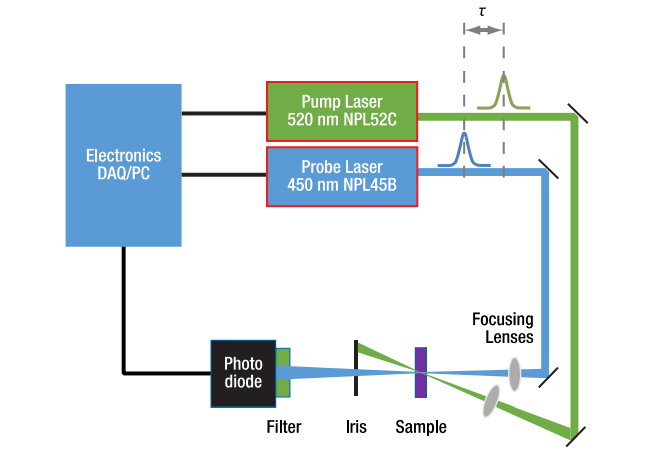 τ
Pump Laser
520 nm NPL52C
Electronics
DAQ/PC
Probe Laser
450 nm NPL45B
Focusing
Lenses
Photo
diode
Filter
Iris
Sample